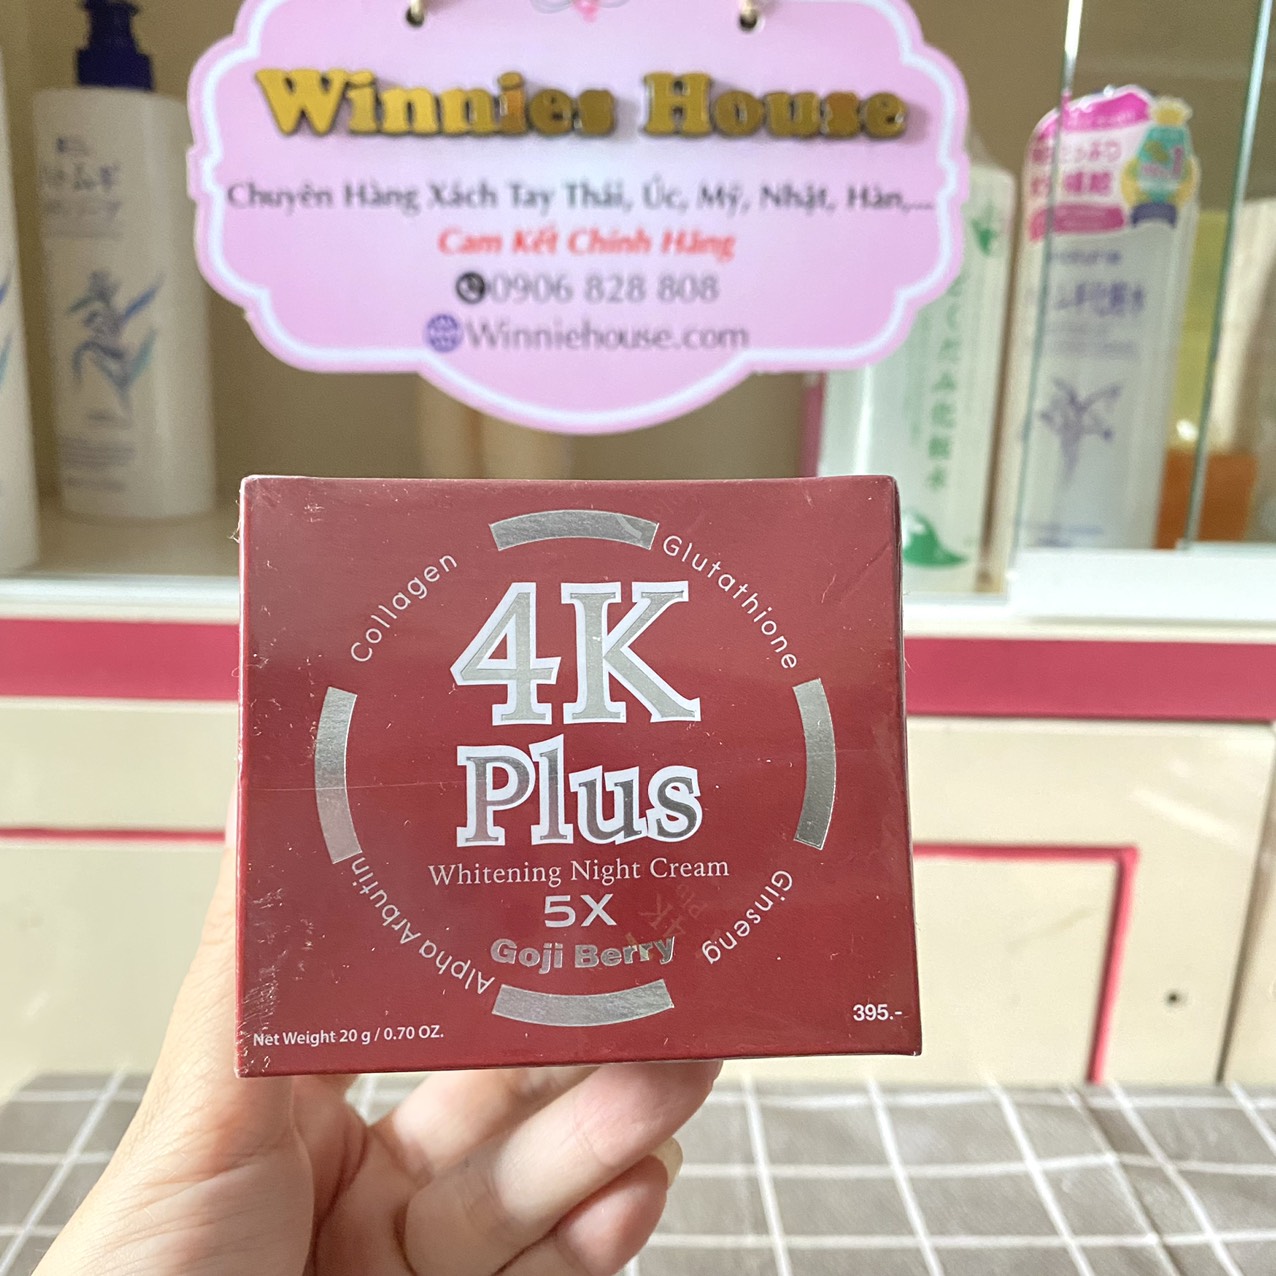 Winnies House
Chuyên Hàng Xách Tay Thái, Úc, Mỹ, Nhật, Hàn,...
Cam Kết Chính Hãng
0906 828 808
Winniehouse.com
Collagen
Glutathione
4K
Plus
Whitening Night Cream
5X
Goji Berry
Alpha Arbutin
Ginseng
Net Weight 20 g / 0.70 OZ.
395.-